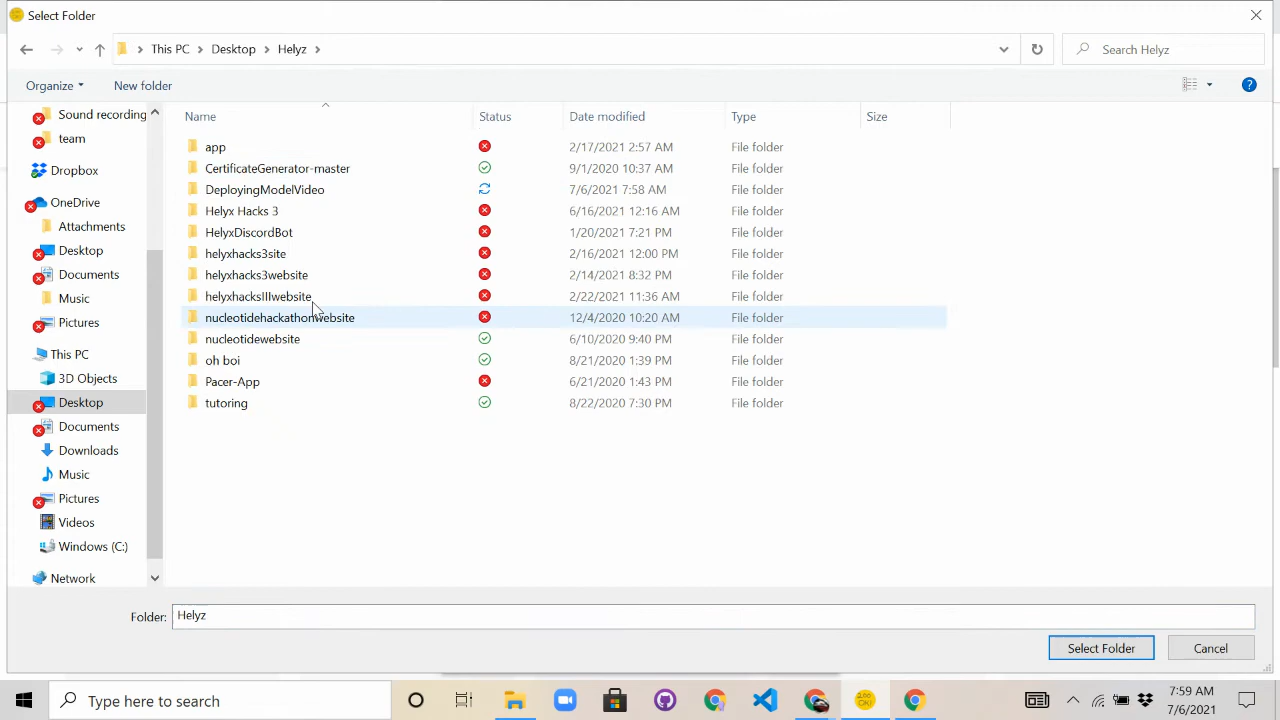 Select Folder
This PC > Desktop > Helyz >
Search Helyz
Organize
New folder
Name Status Date modified Type Size
Sound recording
team
Dropbox
OneDrive
Attachments
Desktop
Documents
Music
Pictures
This PC
3D Objects
Desktop
Documents
Downloads
Music
Pictures
Videos
Windows (C:)
Network
app 2/17/2021 2:57 AM File folder
CertificateGenerator-master 9/1/2020 10:37 AM File folder
DeployingModelVideo 7/6/2021 7:58 AM File folder
Helyx Hacks 3 6/16/2021 12:16 AM File folder
HelyxDiscordBot 1/20/2021 7:21 PM File folder
helyxhacks3site 2/16/2021 12:00 PM File folder
helyxhacks3website 2/14/2021 8:32 PM File folder
helyxhacksIIIwebsite 2/22/2021 11:36 AM File folder
nucleotidehackathonwebsite 12/4/2020 10:20 AM File folder
nucleotidewebsite 6/10/2020 9:40 PM File folder
oh boi 8/21/2020 1:39 PM File folder
Pacer-App 6/21/2020 1:43 PM File folder
tutoring 8/22/2020 7:30 PM File folder
Folder: Helyz
Select Folder
Cancel
Type here to search
7:59 AM
7/6/2021